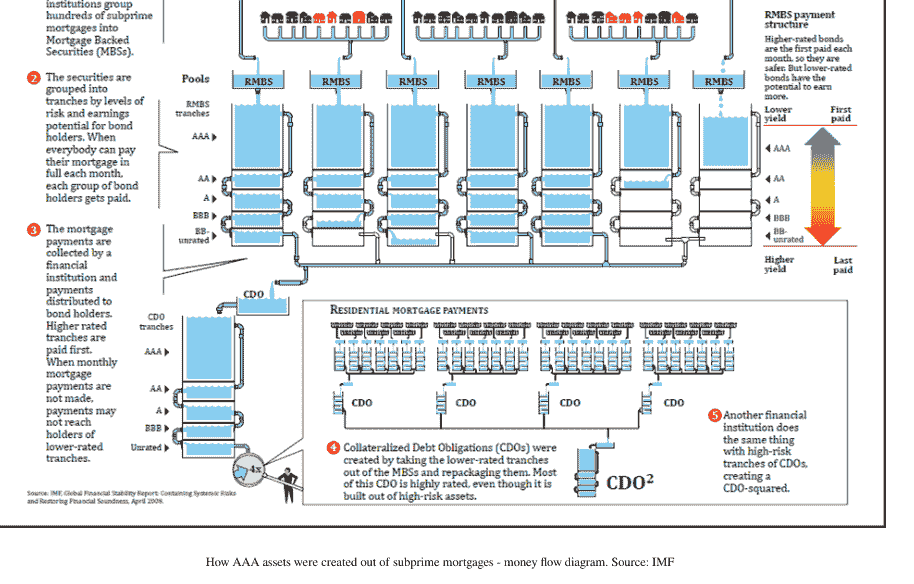 institutions group
hundreds of subprime
mortgages into
Mortgage Backed
Securities (MBSs).
2 The securities are
grouped into
tranches by levels of
risk and earnings
potential for bond
holders. When
everybody can pay
their mortgage in
full each month,
each group of bond
holders gets paid.
3 The mortgage
payments are
collected by a
financial
institution and
payments
distributed to
bond holders.
Higher rated
tranches are
paid first.
When monthly
mortgage
payments are
not made,
payments may
not reach
holders of
lower-rated
tranches.
Pools
RMBS
RMBS
RMBS
RMBS
RMBS
RMBS
RMBS
RMBS
tranches
AAA
AA
A
BBB
BB-
unrated
RMBS payment
structure
Higher-rated bonds
are the first paid each
month, so they are
safer. But lower-rated
bonds have the
potential to earn
more.
Lower
yield
First
paid
AAA
AA
A
BBB
BB-
unrated
Higher
yield
Last
paid
CDO
CDO
tranches
AAA
AA
A
BBB
Unrated
4x
RESIDENTIAL MORTGAGE PAYMENTS
CDO
CDO
CDO
CDO
4 Collateralized Debt Obligations (CDOs) were
created by taking the lower-rated tranches
out of the MBSs and repackaging them. Most
of this CDO is highly rated, even though it is
built out of high-risk assets.
CDO²
5 Another financial
institution does
the same thing
with high-risk
tranches of CDOs,
creating a
CDO-squared.
Source: IMF, Global Financial Stability Report: Containing Systemic Risks
and Restoring Financial Soundness, April 2008.
How AAA assets were created out of subprime mortgages - money flow diagram. Source: IMF